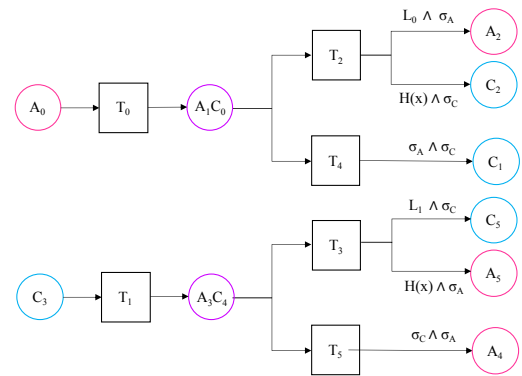 L₀ ∧ σ_A
A₂
T₂
C₂
H(x) ∧ σ_C
A₀
T₀
A₁C₀
σ_A ∧ σ_C
T₄
C₁
L₁ ∧ σ_C
C₅
T₃
A₅
H(x) ∧ σ_A
C₃
T₁
A₃C₄
σ_C ∧ σ_A
T₅
A₄